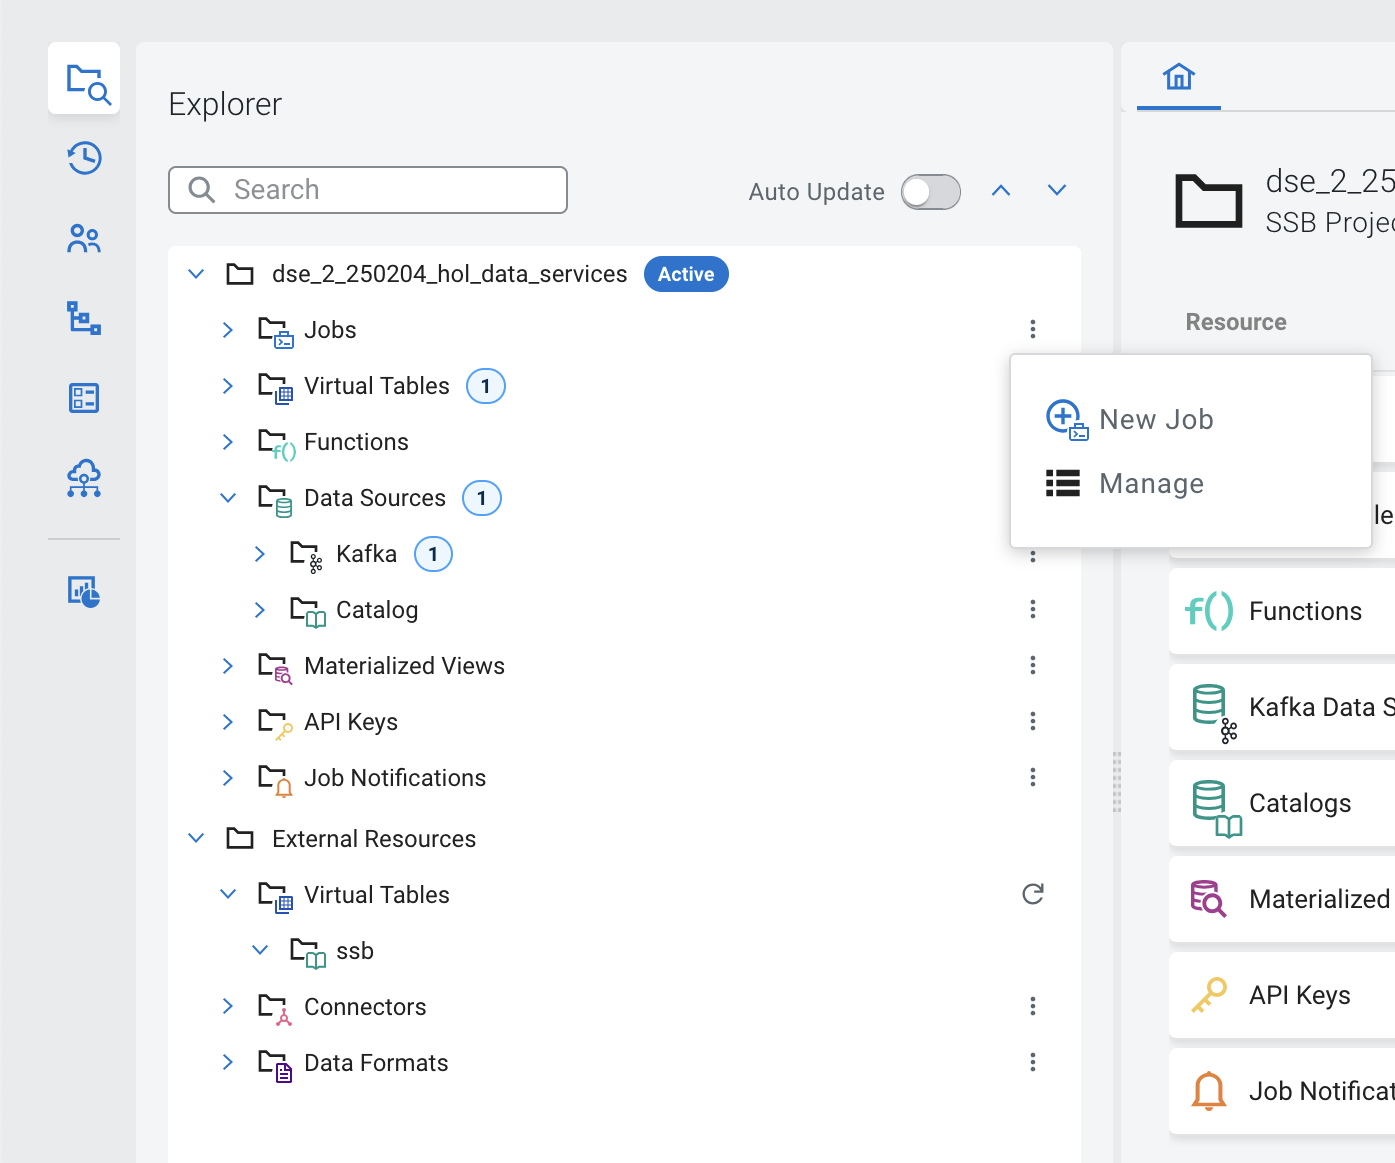 Explorer
Search
Auto Update
dse_2_250204_hol_data_services
Active
Jobs
Virtual Tables
1
f() Functions
Data Sources
1
Kafka
1
Catalog
Materialized Views
API Keys
Job Notifications
External Resources
Virtual Tables
ssb
Connectors
Data Formats
dse_2_25
SSB Projec
Resource
New Job
Manage
le
f() Functions
Kafka Data S
Catalogs
Materialized
API Keys
Job Notificat